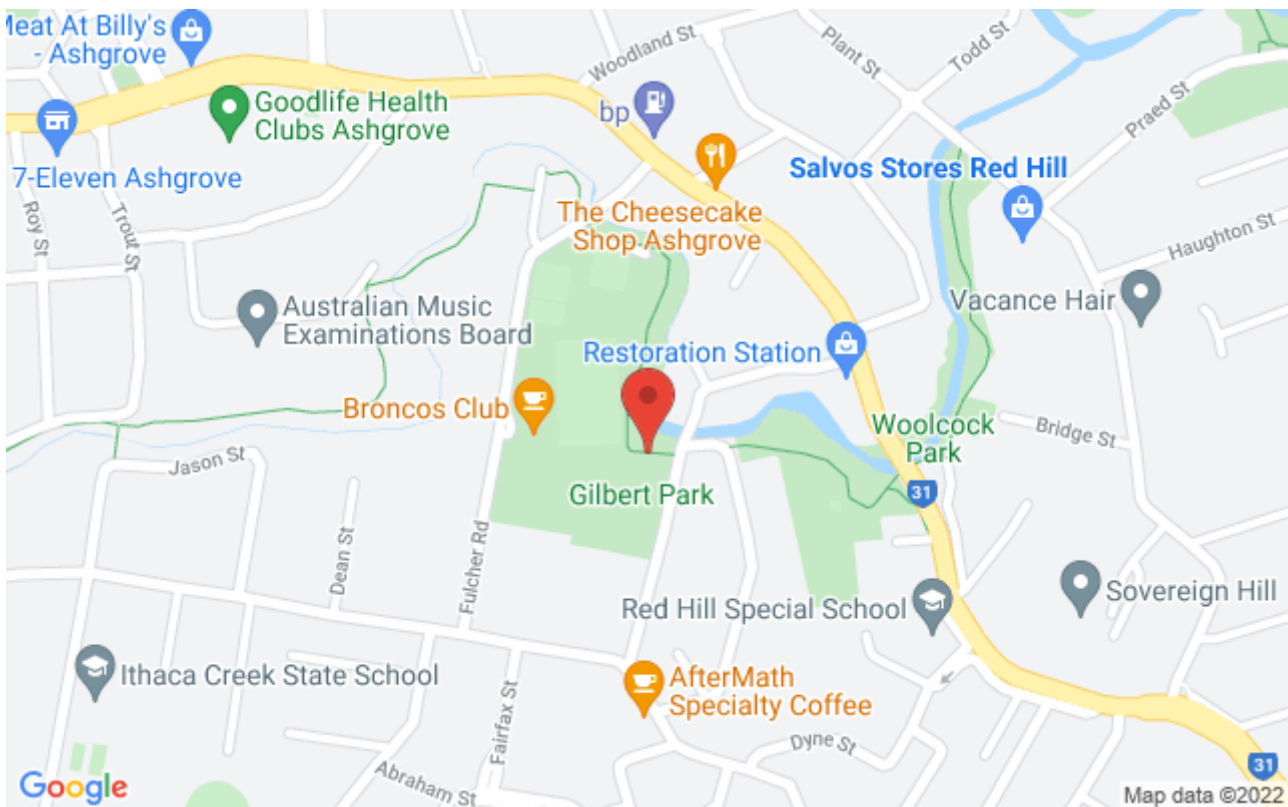 Meat At Billy's
- Ashgrove
Woodland St
Plant St
Todd St
Praed St
Goodlife Health
Clubs Ashgrove
bp
7-Eleven Ashgrove
Salvos Stores Red Hill
The Cheesecake
Shop Ashgrove
Roy St
Trout St
Haughton St
Australian Music
Examinations Board
Vacance Hair
Restoration Station
Broncos Club
Woolcock
Park
Bridge St
Jason St
Gilbert Park
31
Dean St
Fulcher Rd
Red Hill Special School
Sovereign Hill
Ithaca Creek State School
AfterMath
Specialty Coffee
Fairfax St
Dyne St
Abraham St
31
Google
Map data ©2022